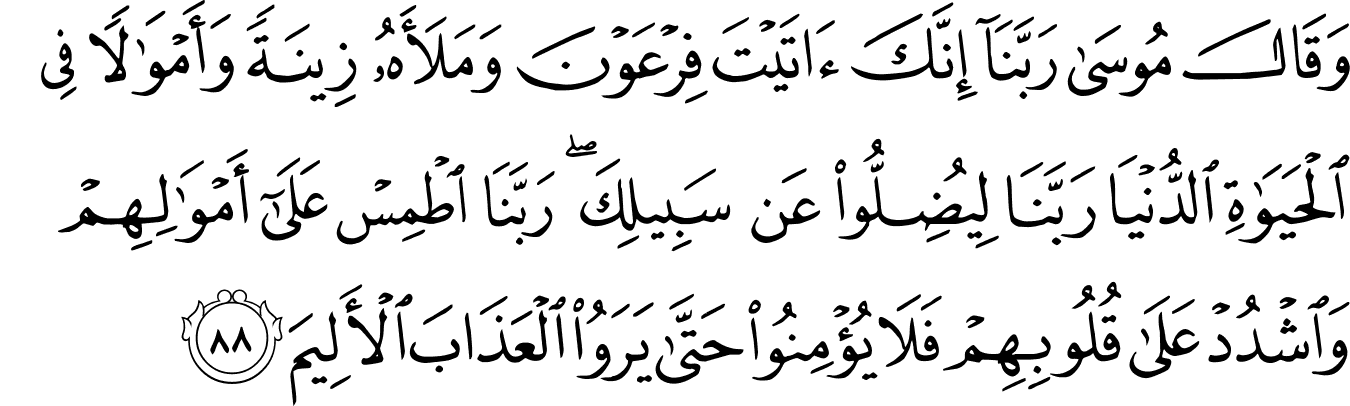 وَقَالَ مُوسَىٰ رَبَّنَآ إِنَّكَ ءَاتَيْتَ فِرْعَوْنَ وَمَلَأَهُۥ زِينَةً وَأَمْوَٰلًا فِى
ٱلْحَيَوٰةِ ٱلدُّنْيَا رَبَّنَا لِيُضِلُّوا۟ عَن سَبِيلِكَ ۖ رَبَّنَا ٱطْمِسْ عَلَىٰٓ أَمْوَٰلِهِمْ
وَٱشْدُدْ عَلَىٰ قُلُوبِهِمْ فَلَا يُؤْمِنُوا۟ حَتَّىٰ يَرَوُا۟ ٱلْعَذَابَ ٱلْأَلِيمَ ٨٨